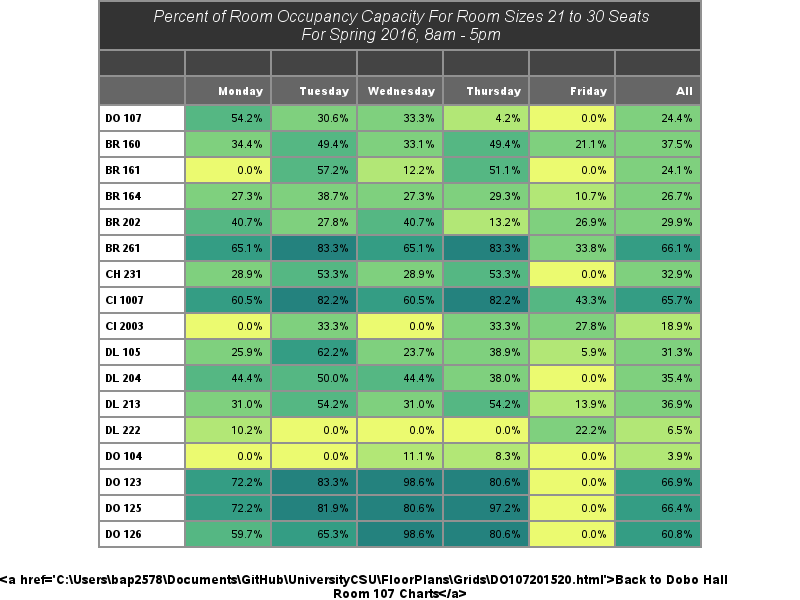 Percent of Room Occupancy Capacity For Room Sizes 21 to 30 Seats
For Spring 2016, 8am - 5pm
Monday Tuesday Wednesday Thursday Friday All
DO 107 54.2% 30.6% 33.3% 4.2% 0.0% 24.4%
BR 160 34.4% 49.4% 33.1% 49.4% 21.1% 37.5%
BR 161 0.0% 57.2% 12.2% 51.1% 0.0% 24.1%
BR 164 27.3% 38.7% 27.3% 29.3% 10.7% 26.7%
BR 202 40.7% 27.8% 40.7% 13.2% 26.9% 29.9%
BR 261 65.1% 83.3% 65.1% 83.3% 33.8% 66.1%
CH 231 28.9% 53.3% 28.9% 53.3% 0.0% 32.9%
CI 1007 60.5% 82.2% 60.5% 82.2% 43.3% 65.7%
CI 2003 0.0% 33.3% 0.0% 33.3% 27.8% 18.9%
DL 105 25.9% 62.2% 23.7% 38.9% 5.9% 31.3%
DL 204 44.4% 50.0% 44.4% 38.0% 0.0% 35.4%
DL 213 31.0% 54.2% 31.0% 54.2% 13.9% 36.9%
DL 222 10.2% 0.0% 0.0% 0.0% 22.2% 6.5%
DO 104 0.0% 0.0% 11.1% 8.3% 0.0% 3.9%
DO 123 72.2% 83.3% 98.6% 80.6% 0.0% 66.9%
DO 125 72.2% 81.9% 80.6% 97.2% 0.0% 66.4%
DO 126 59.7% 65.3% 98.6% 80.6% 0.0% 60.8%
<a href='C:\Users\bap2578\Documents\GitHub\UniversityCSU\FloorPlans\Grids\DO107201520.html'>Back to Dobo Hall
Room 107 Charts</a>